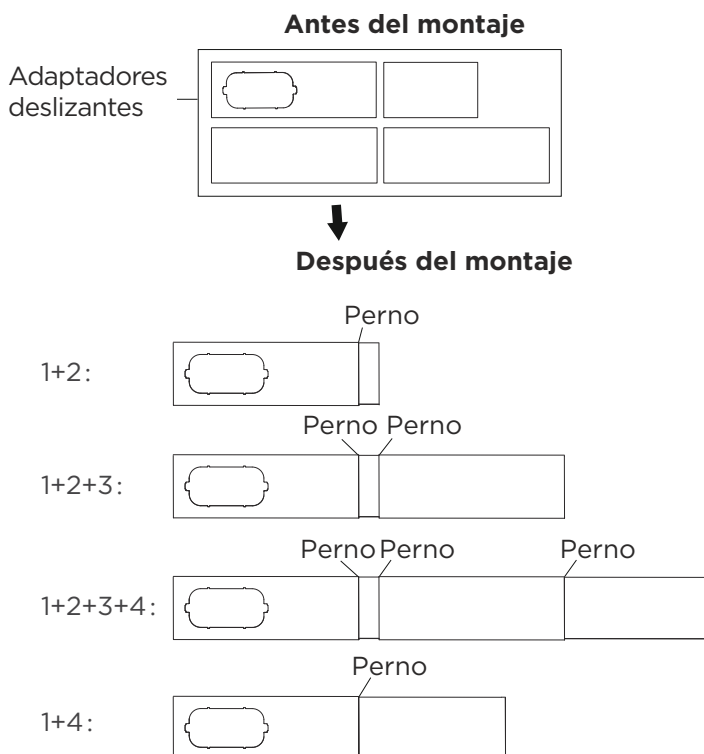 Antes del montaje
Adaptadores
deslizantes
Después del montaje
Perno
1+2:
Perno Perno
1+2+3:
Perno Perno Perno
1+2+3+4:
Perno
1+4: